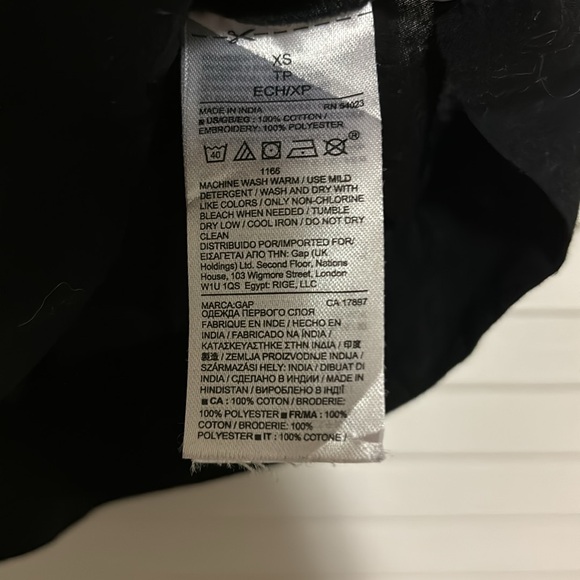 XS
TP
ECH/XP
MADE IN INDIA RN 54023
■ US/GB/EG : 100% COTTON /
EMBROIDERY: 100% POLYESTER
40
1166
MACHINE WASH WARM / USE MILD
DETERGENT / WASH AND DRY WITH
LIKE COLORS / ONLY NON-CHLORINE
BLEACH WHEN NEEDED / TUMBLE
DRY LOW / COOL IRON / DO NOT DRY
CLEAN
DISTRIBUIDO POR/IMPORTED FOR/
ΕΙΣΑΓΕΤΑΙ ΑΠΟ ΤΗΝ: Gap (UK
Holdings) Ltd. Second Floor, Nations
House, 103 Wigmore Street, London
W1U 1QS Egypt: RIGE, LLC
MARCA:GAP CA 17897
ОДЕЖДА ПЕРВОГО СЛОЯ
FABRIQUE EN INDE / HECHO EN
INDIA / FABRICADO NA ÍNDIA /
ΚΑΤΑΣΚΕΥΑΣΤΗΚΕ ΣΤΗΝ ΙΝΔΙΑ / 印度
製造 / ZEMLJA PROIZVODNJE INDIJA /
SZÁRMAZÁSI HELY: INDIA / DIBUAT DI
INDIA / СДЕЛАНО В ИНДИИ / MADE IN
HINDISTAN / ВИРОБЛЕНО В ІНДІЇ
■ CA : 100% COTON / BRODERIE:
100% POLYESTER ■ FR/MA : 100%
COTON / BRODERIE: 100%
POLYESTER ■ IT : 100% COTONE /